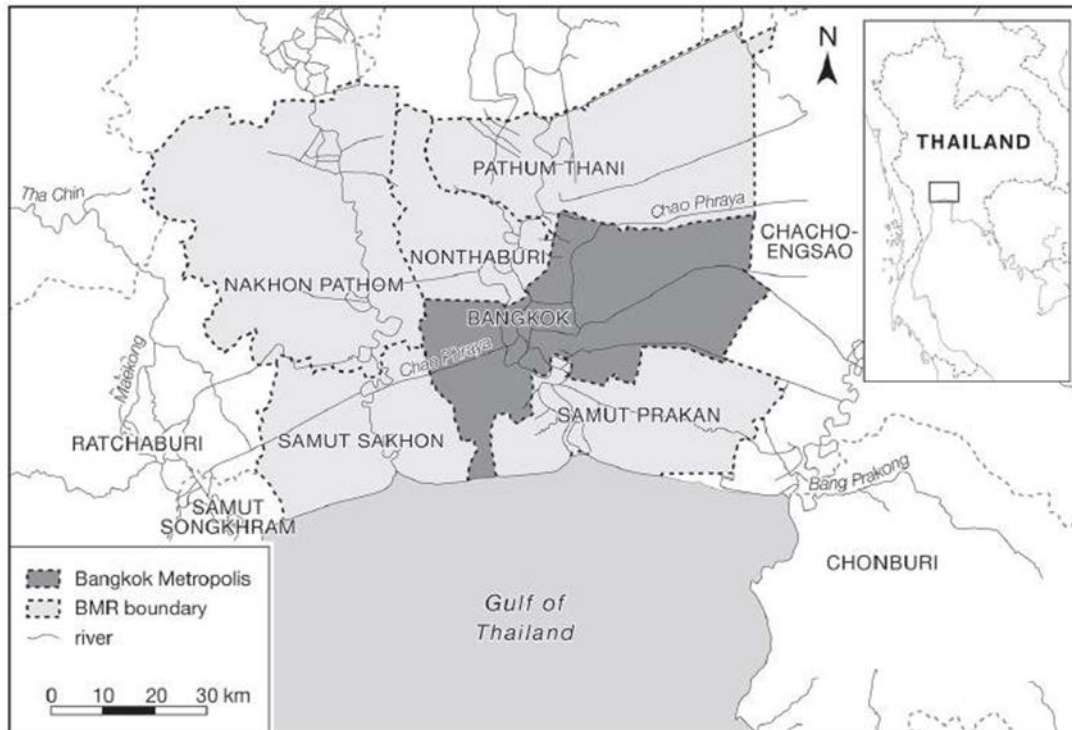 N
THAILAND
PATHUM THANI
Tha Chin
Chao Phraya
CHACHO-
ENGSAO
NONTHABURI
NAKHON PATHOM
BANGKOK
Chao Phraya
Maekong
SAMUT PRAKAN
RATCHABURI
SAMUT SAKHON
Bang Prakong
SAMUT
SONGKHRAM
CHONBURI
Bangkok Metropolis
BMR boundary
river
Gulf of
Thailand
0 10 20 30 km